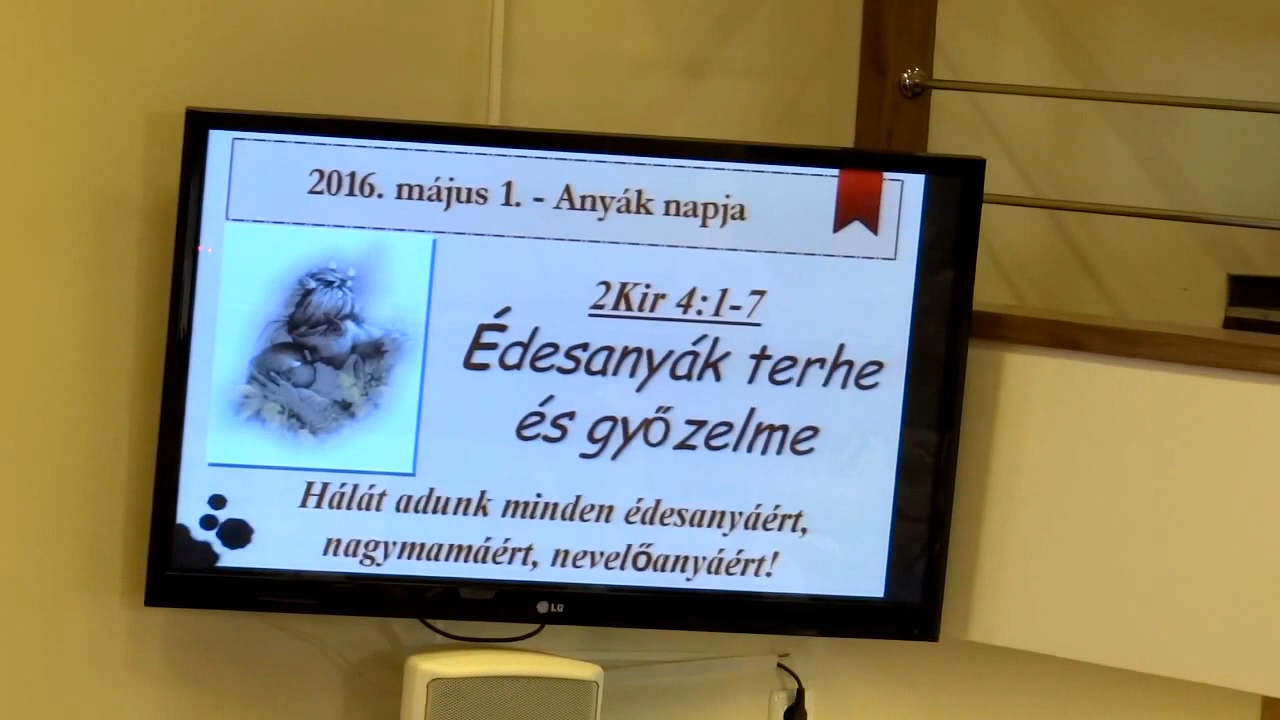 2016. május 1. - Anyák napja
2Kir 4:1-7
Édesanyák terhe
és győzelme
Hálát adunk minden édesanyáért,
nagymamáért, nevelőanyáért!
LG